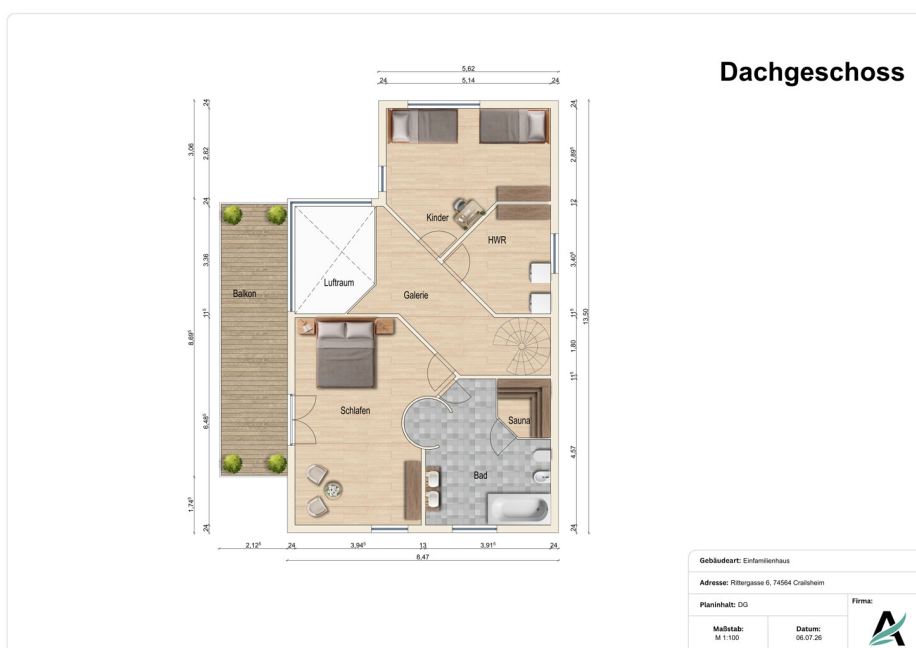 Dachgeschoss
5,62
24
5,14
24
24
3,06
2,82
24
3,36
11⁵
8,69⁵
6,48⁵
1,74⁵
24
24
2,89⁵
12
3,40⁵
11⁵
13,50
1,80
11⁵
4,57
24
Kinder
HWR
Luftraum
Galerie
Balkon
Schlafen
Sauna
Bad
2,12⁵
24
3,94⁵
13
3,91⁵
24
8,47
Gebäudeart: Einfamilienhaus
Adresse: Rittergasse 6, 74564 Crailsheim
Planinhalt: DG
Firma:
Maßstab:
M 1:100
Datum:
06.07.26